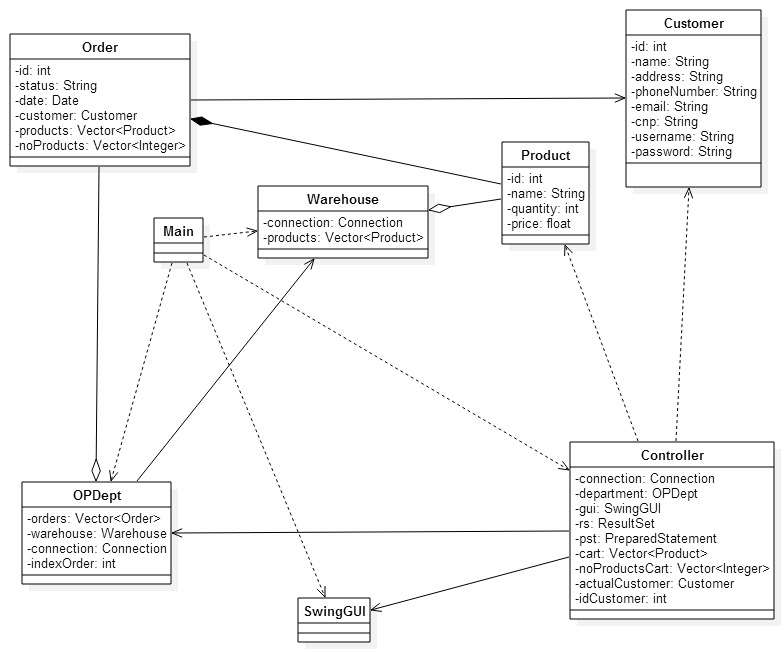 Customer
-id: int
-name: String
-address: String
-phoneNumber: String
-email: String
-cnp: String
-username: String
-password: String
Order
-id: int
-status: String
-date: Date
-customer: Customer
-products: Vector<Product>
-noProducts: Vector<Integer>
Product
-id: int
-name: String
-quantity: int
-price: float
Warehouse
-connection: Connection
-products: Vector<Product>
Main
Controller
-connection: Connection
-department: OPDept
-gui: SwingGUI
-rs: ResultSet
-pst: PreparedStatement
-cart: Vector<Product>
-noProductsCart: Vector<Integer>
-actualCustomer: Customer
-idCustomer: int
OPDept
-orders: Vector<Order>
-warehouse: Warehouse
-connection: Connection
-indexOrder: int
SwingGUI